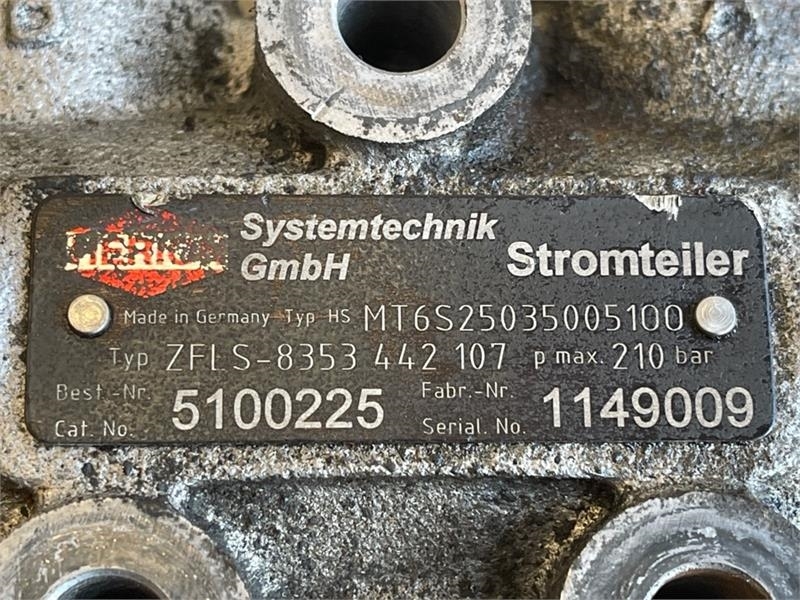 Systemtechnik
GmbH
Stromteiler
Made in Germany Typ HS MT6S25035005100
Typ ZFLS-8353 442 107 p max. 210 bar
Best.-Nr. 5100225 Fabr.-Nr. 1149009
Cat. No. Serial. No.